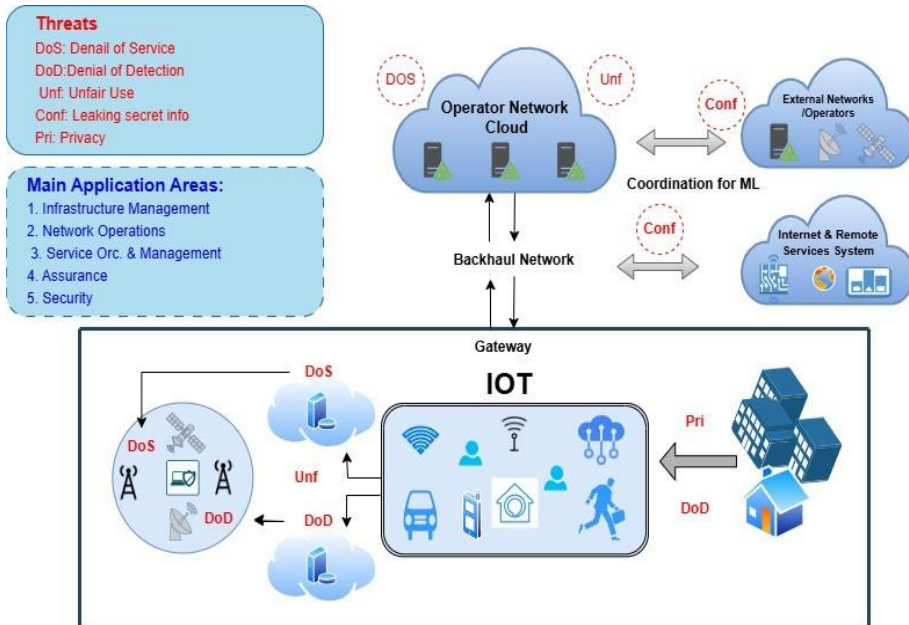 Threats
DoS: Denail of Service
DoD:Denial of Detection
Unf: Unfair Use
Conf: Leaking secret info
Pri: Privacy
Main Application Areas:
1. Infrastructure Management
2. Network Operations
3. Service Orc. & Management
4. Assurance
5. Security
DOS
Unf
Operator Network
Cloud
Conf
External Networks
/Operators
Coordination for ML
Conf
Internet & Remote
Services System
Backhaul Network
Gateway
IOT
DoS
DoS
Unf
DoD
DoD
Pri
DoD